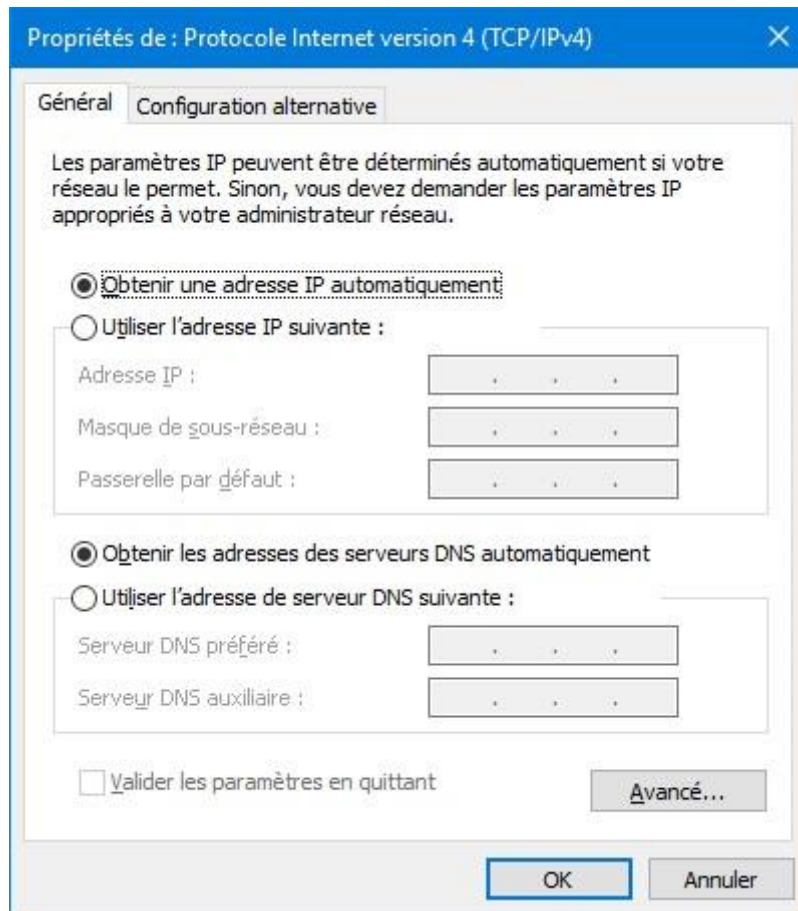 Propriétés de : Protocole Internet version 4 (TCP/IPv4)
Général
Configuration alternative
Les paramètres IP peuvent être déterminés automatiquement si votre
réseau le permet. Sinon, vous devez demander les paramètres IP
appropriés à votre administrateur réseau.
Obtenir une adresse IP automatiquement
Utiliser l'adresse IP suivante :
Adresse IP :
Masque de sous-réseau :
Passerelle par défaut :
Obtenir les adresses des serveurs DNS automatiquement
Utiliser l'adresse de serveur DNS suivante :
Serveur DNS préféré :
Serveur DNS auxiliaire :
Valider les paramètres en quittant
Avancé...
OK
Annuler